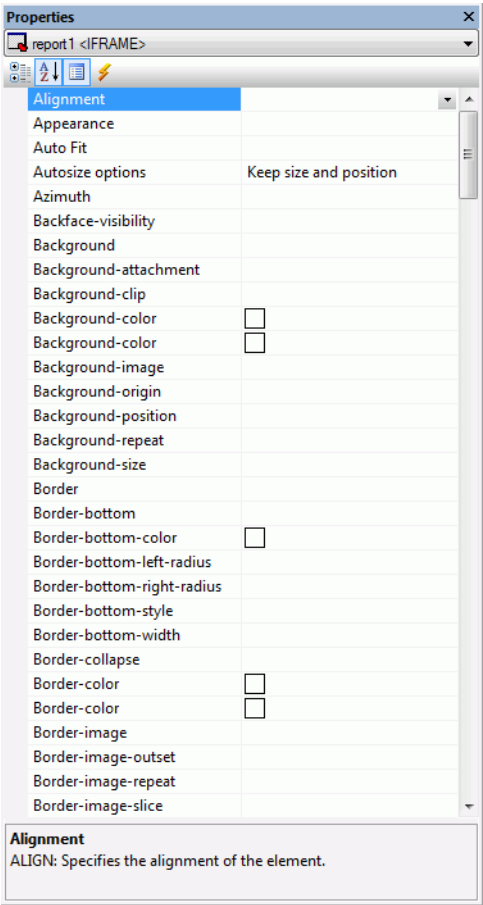 Properties
report1 <IFRAME>
Alignment
Appearance
Auto Fit
Autosize options Keep size and position
Azimuth
Backface-visibility
Background
Background-attachment
Background-clip
Background-color
Background-color
Background-image
Background-origin
Background-position
Background-repeat
Background-size
Border
Border-bottom
Border-bottom-color
Border-bottom-left-radius
Border-bottom-right-radius
Border-bottom-style
Border-bottom-width
Border-collapse
Border-color
Border-color
Border-image
Border-image-outset
Border-image-repeat
Border-image-slice
Alignment
ALIGN: Specifies the alignment of the element.